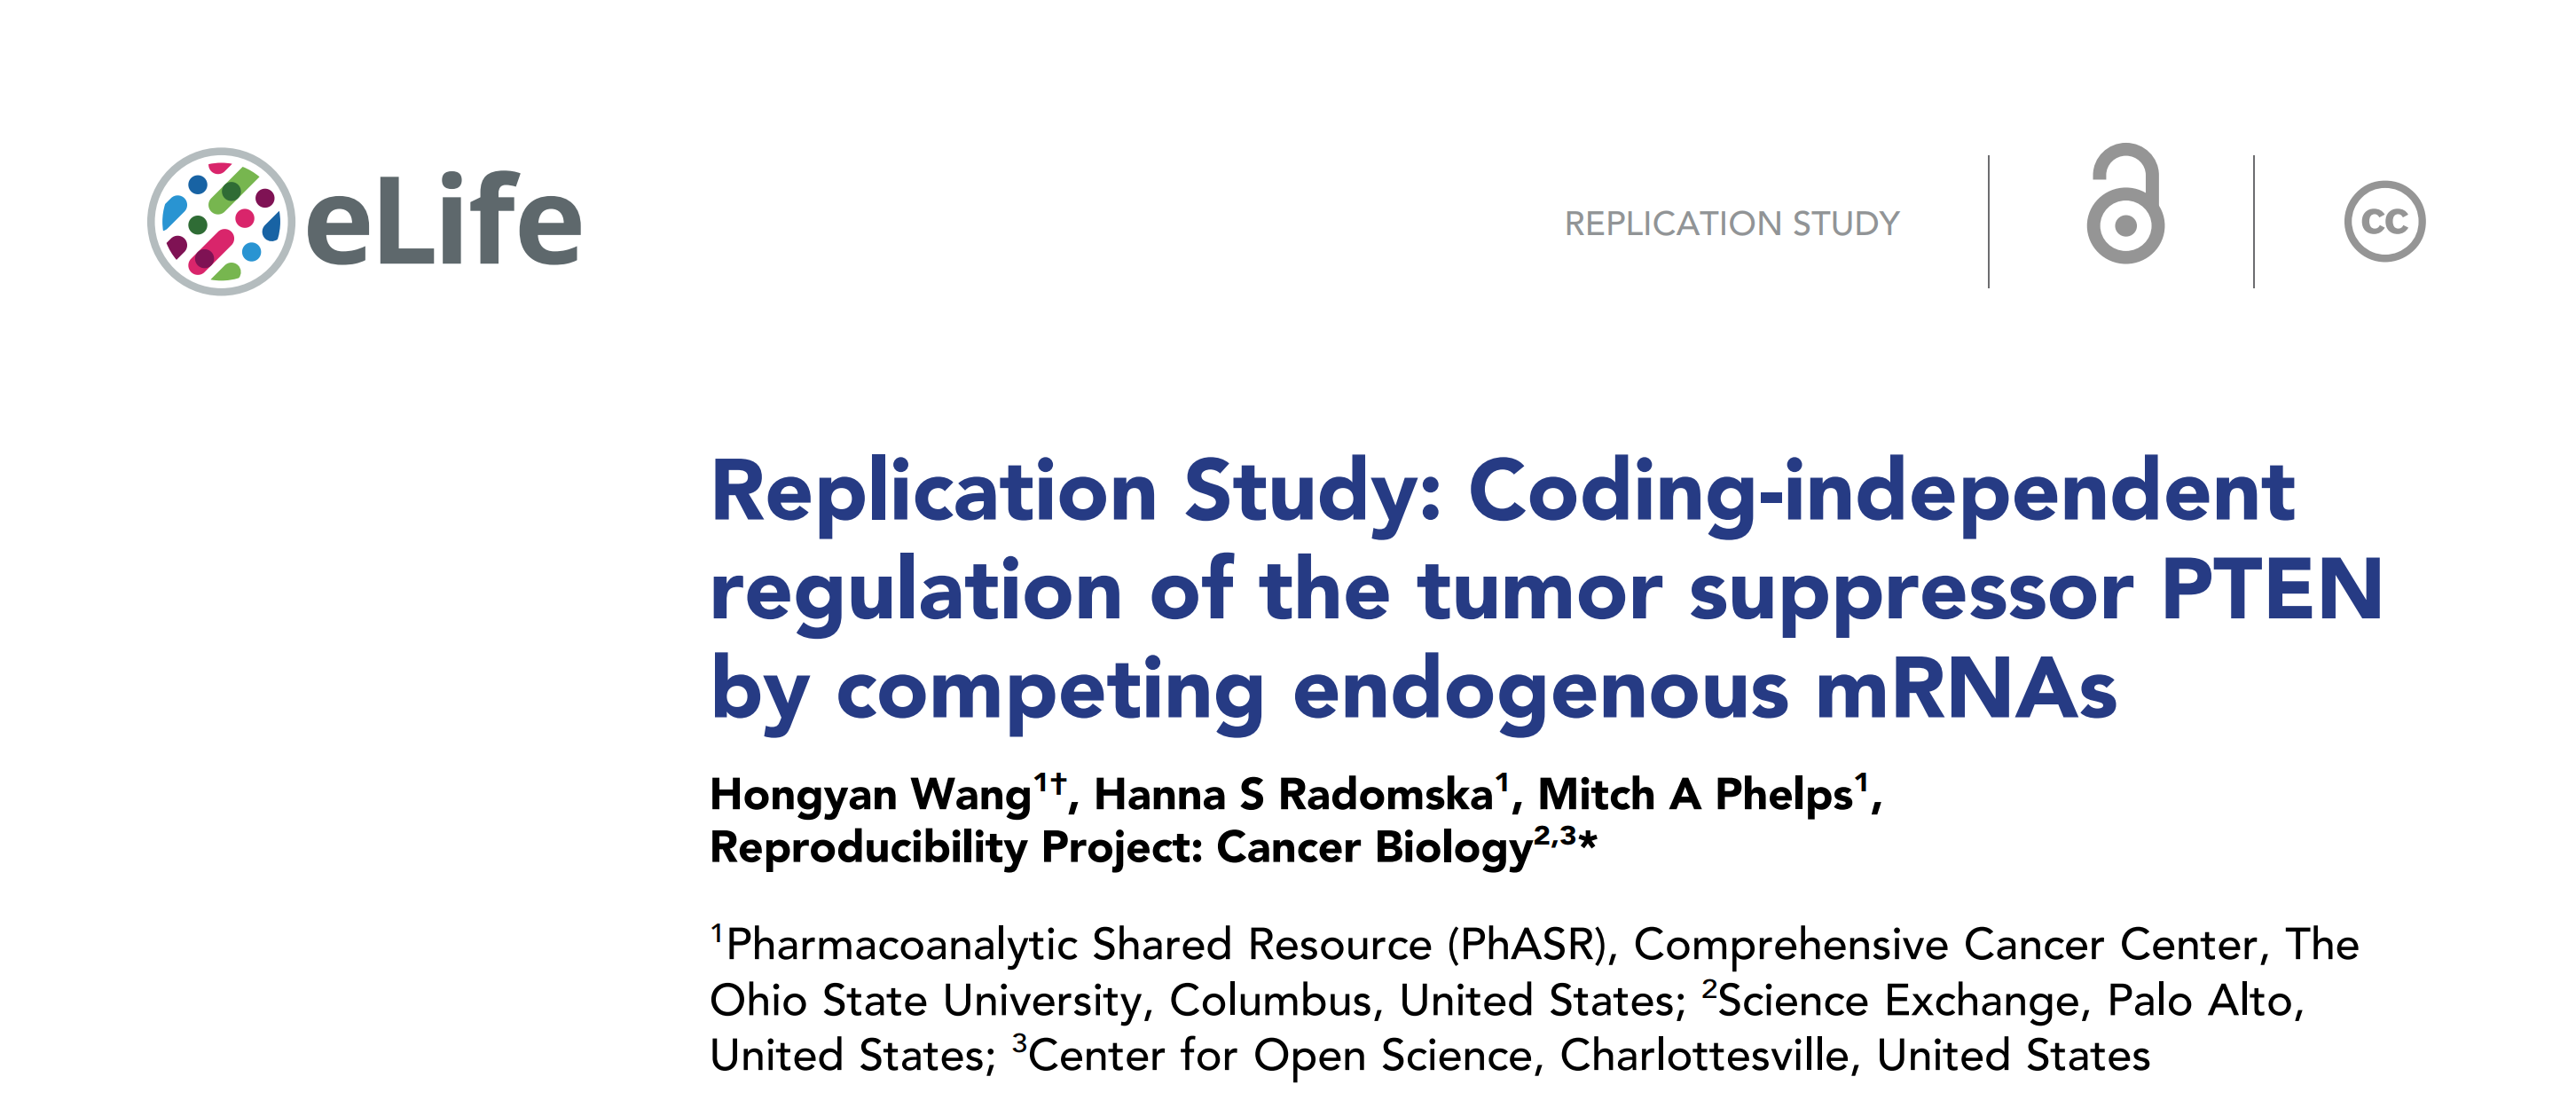 eLife
REPLICATION STUDY
cc
Replication Study: Coding-independent
regulation of the tumor suppressor PTEN
by competing endogenous mRNAs
Hongyan Wang1†, Hanna S Radomska1, Mitch A Phelps1,
Reproducibility Project: Cancer Biology2,3*
1Pharmacoanalytic Shared Resource (PhASR), Comprehensive Cancer Center, The
Ohio State University, Columbus, United States; 2Science Exchange, Palo Alto,
United States; 3Center for Open Science, Charlottesville, United States